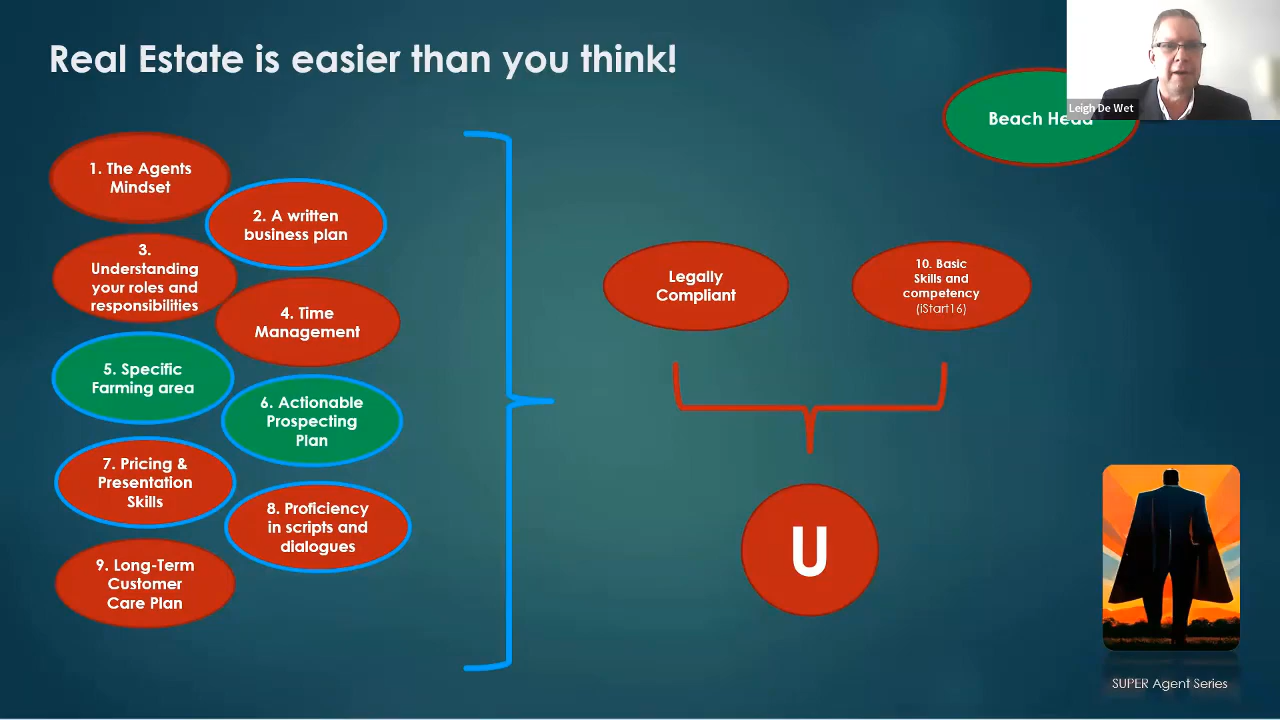 Real Estate is easier than you think!
Leigh De Wet
Beach Head
1. The Agents
Mindset
2. A written
business plan
3.
Understanding
your roles and
responsibilities
4. Time
Management
5. Specific
Farming area
6. Actionable
Prospecting
Plan
7. Pricing &
Presentation
Skills
8. Proficiency
in scripts and
dialogues
9. Long-Term
Customer
Care Plan
Legally
Compliant
10. Basic
Skills and
competency
(iStart16)
U
SUPER Agent Series